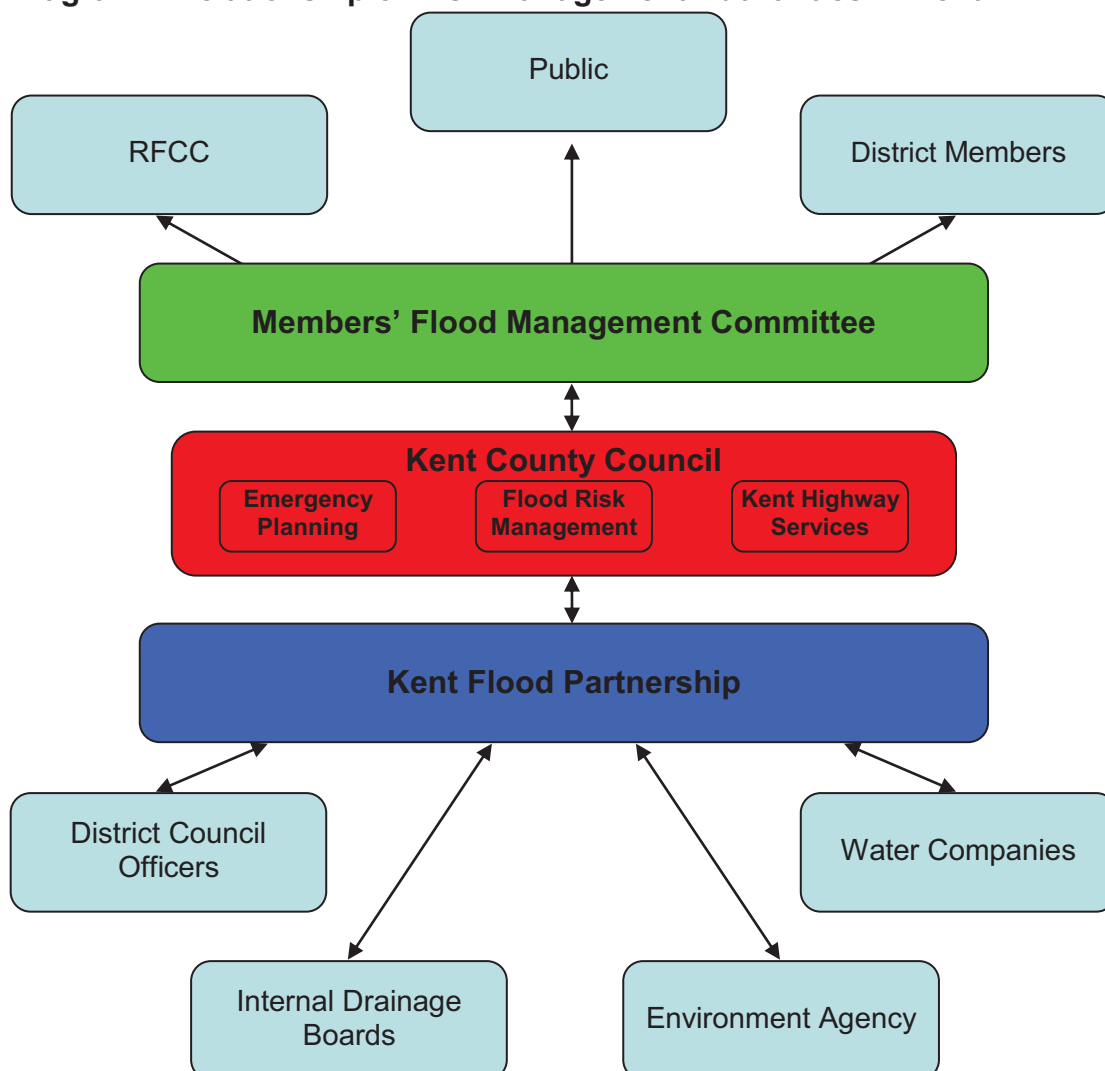 Public
RFCC
District Members
Members’ Flood Management Committee
Kent County Council
Emergency
Planning
Flood Risk
Management
Kent Highway
Services
Kent Flood Partnership
District Council
Officers
Water Companies
Internal Drainage
Boards
Environment Agency